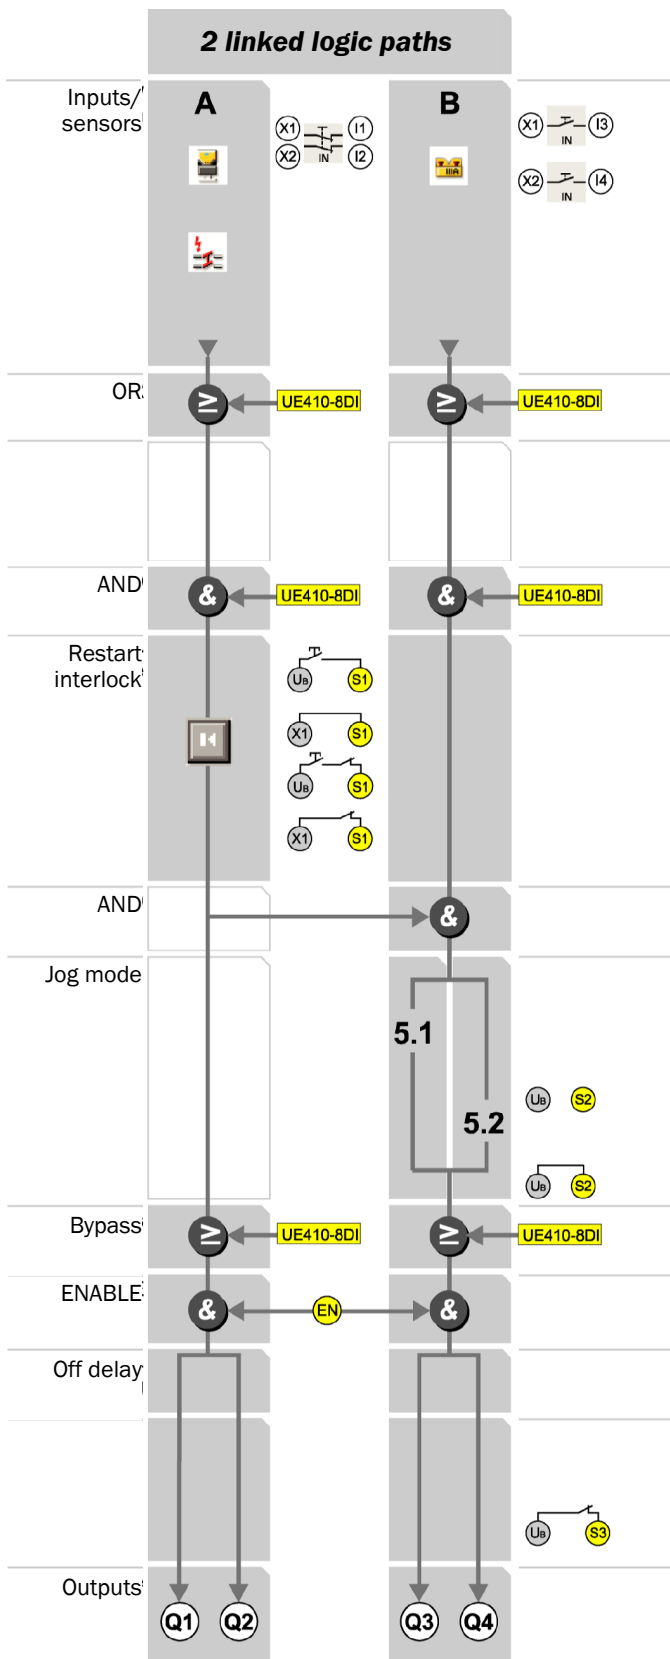 2 linked logic paths
Inputs/
sensors
A
B
X1 I1
X2 IN I2
X1 I3
IN
X2 I4
IN
IIIA
OR
≥ UE410-8DI
≥ UE410-8DI
AND
& UE410-8DI
& UE410-8DI
Restart
interlock
UB S1
X1 S1
UB S1
X1 S1
AND
&
Jog mode
5.1
5.2
UB S2
UB S2
Bypass
≥ UE410-8DI
≥ UE410-8DI
ENABLE
& EN &
Off delay
UB S3
Outputs
Q1 Q2 Q3 Q4